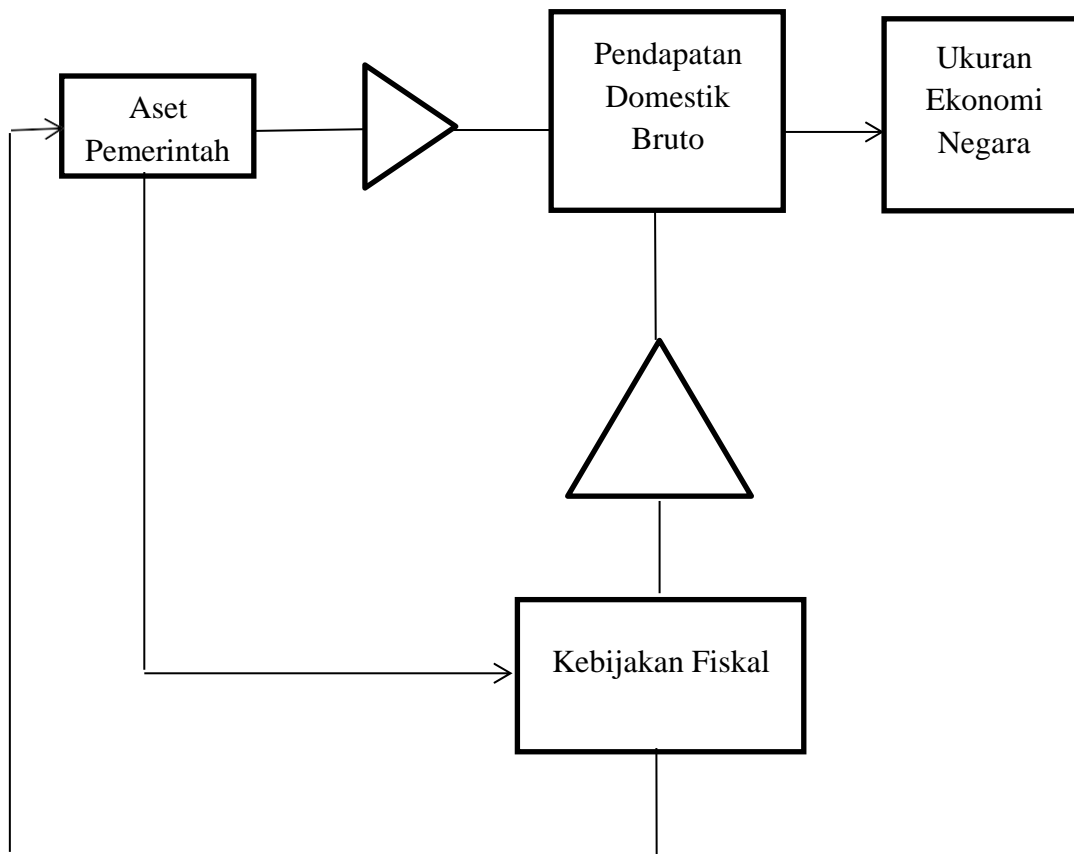 Aset
Pemerintah
Pendapatan
Domestik
Bruto
Ukuran
Ekonomi
Negara
Kebijakan Fiskal